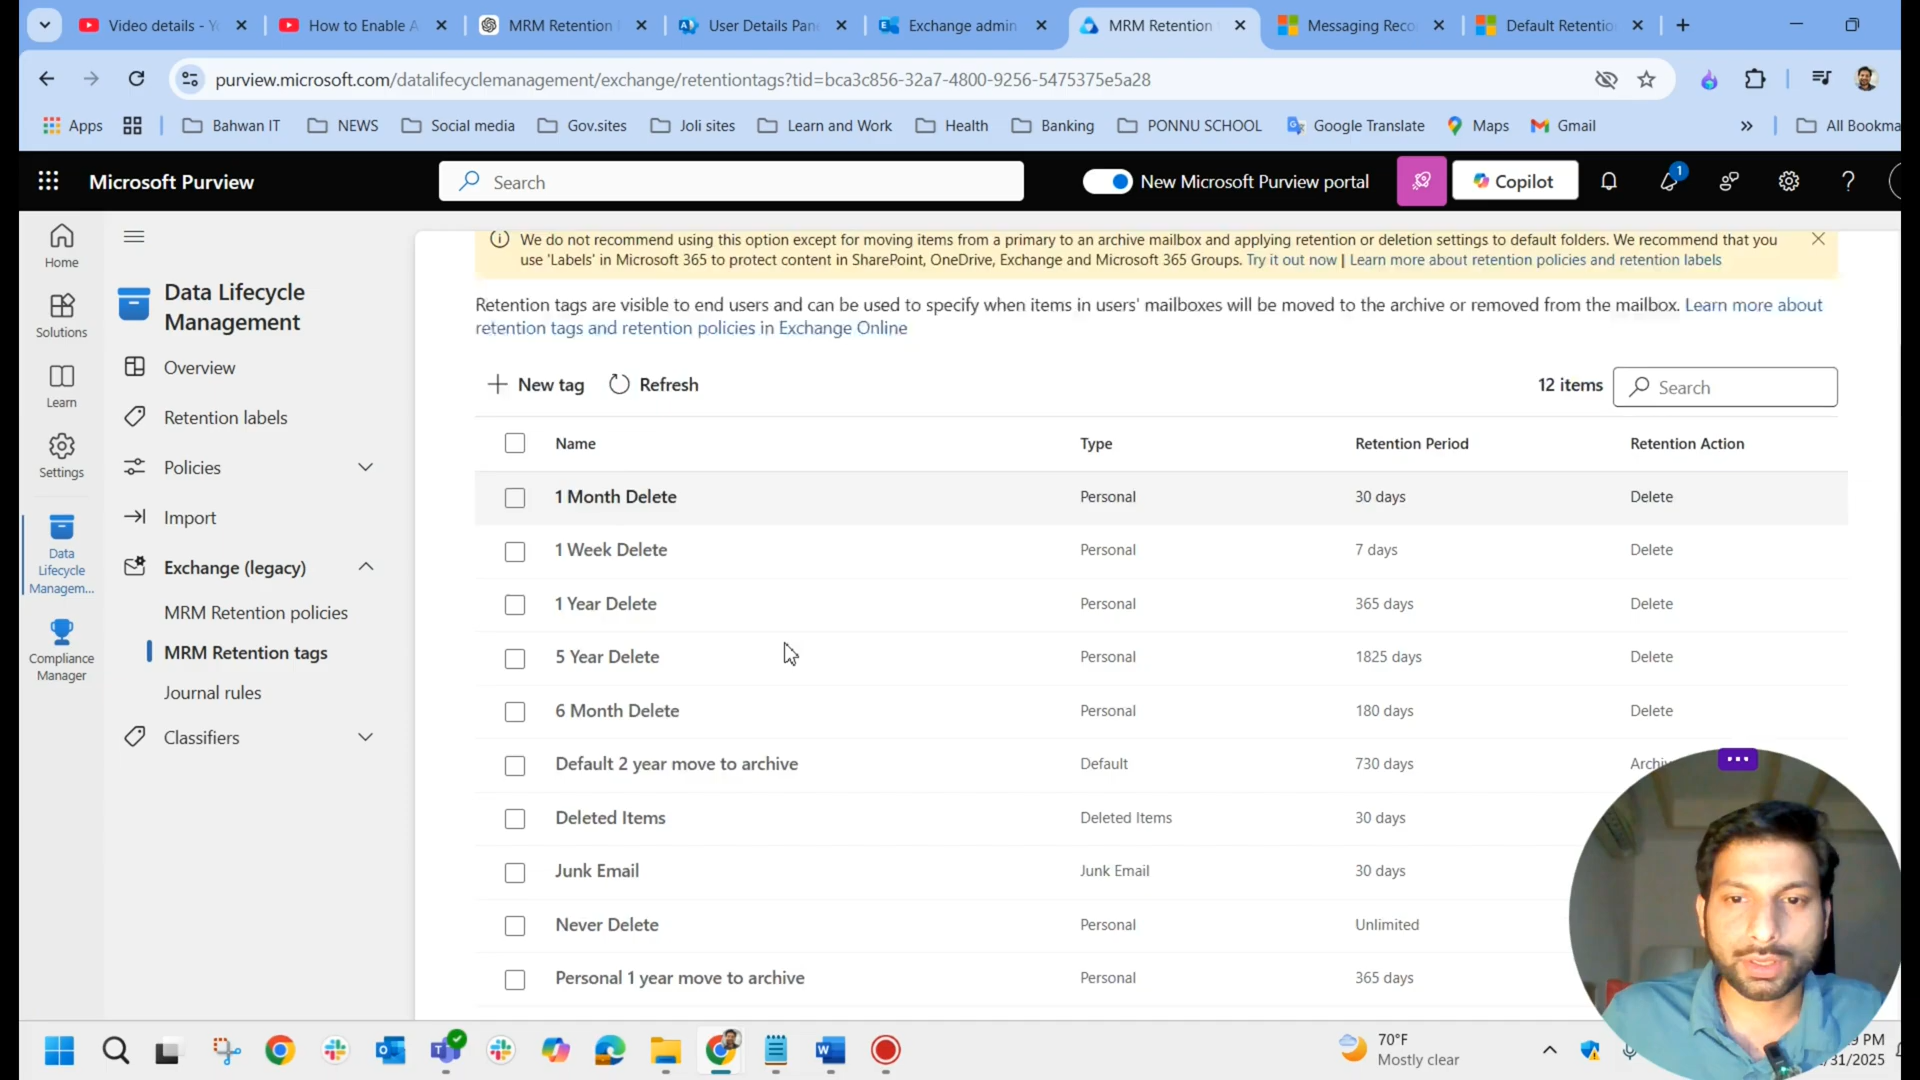 Video details - Y
How to Enable A
MRM Retention
User Details Pan
Exchange admin
MRM Retention
Messaging Reco
Default Retentio
purview.microsoft.com/datalifecyclemanagement/exchange/retentiontags?tid=bca3c856-32a7-4800-9256-5475375e5a28
Apps
Bahwan IT
NEWS
Social media
Gov.sites
Joli sites
Learn and Work
Health
Banking
PONNU SCHOOL
Google Translate
Maps
Gmail
All Bookma
Microsoft Purview
Search
New Microsoft Purview portal
Copilot
1
Home
Solutions
Learn
Settings
Data
Lifecycle
Managem...
Compliance
Manager
Data Lifecycle
Management
Overview
Retention labels
Policies
Import
Exchange (legacy)
MRM Retention policies
MRM Retention tags
Journal rules
Classifiers
We do not recommend using this option except for moving items from a primary to an archive mailbox and applying retention or deletion settings to default folders. We recommend that you
use 'Labels' in Microsoft 365 to protect content in SharePoint, OneDrive, Exchange and Microsoft 365 Groups. Try it out now | Learn more about retention policies and retention labels
Retention tags are visible to end users and can be used to specify when items in users' mailboxes will be moved to the archive or removed from the mailbox. Learn more about
retention tags and retention policies in Exchange Online
New tag
Refresh
12 items
Search
Name Type Retention Period Retention Action
1 Month Delete Personal 30 days Delete
1 Week Delete Personal 7 days Delete
1 Year Delete Personal 365 days Delete
5 Year Delete Personal 1825 days Delete
6 Month Delete Personal 180 days Delete
Default 2 year move to archive Default 730 days Archiv
Deleted Items Deleted Items 30 days
Junk Email Junk Email 30 days
Never Delete Personal Unlimited
Personal 1 year move to archive Personal 365 days
70°F
Mostly clear
9 PM
/31/2025